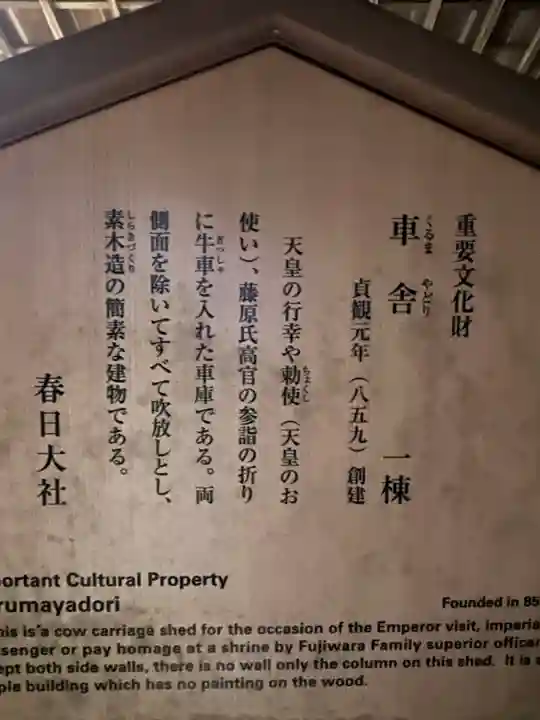 重要文化財
車舎 一棟
くるま やどり
貞観元年（八五九）創建
天皇の行幸や勅使（天皇のお
ちょくし
使い）、藤原氏高官の参詣の折り
に牛車を入れた車庫である。両
ぎっしゃ
側面を除いてすべて吹放しとし、
素木造の簡素な建物である。
しらきづくり
春日大社
ortant Cultural Property
rumayadori
Founded in 85
his is a cow carriage shed for the occasion of the Emperor visit, imperia
senger or pay homage at a shrine by Fujiwara Family superior officer
ept both side walls, there is no wall only the column on this shed. It is a
ple building which has no painting on the wood.